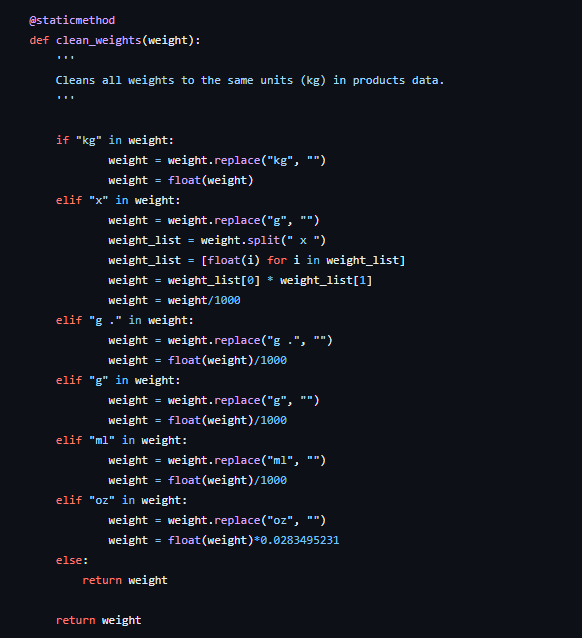 @staticmethod
def clean_weights(weight):
    '''
    Cleans all weights to the same units (kg) in products data.
    '''

    if "kg" in weight:
            weight = weight.replace("kg", "")
            weight = float(weight)
    elif "x" in weight:
            weight = weight.replace("g", "")
            weight_list = weight.split(" x ")
            weight_list = [float(i) for i in weight_list]
            weight = weight_list[0] * weight_list[1]
            weight = weight/1000
    elif "g ." in weight:
            weight = weight.replace("g .", "")
            weight = float(weight)/1000
    elif "g" in weight:
            weight = weight.replace("g", "")
            weight = float(weight)/1000
    elif "ml" in weight:
            weight = weight.replace("ml", "")
            weight = float(weight)/1000
    elif "oz" in weight:
            weight = weight.replace("oz", "")
            weight = float(weight)*0.0283495231
    else:
        return weight

    return weight